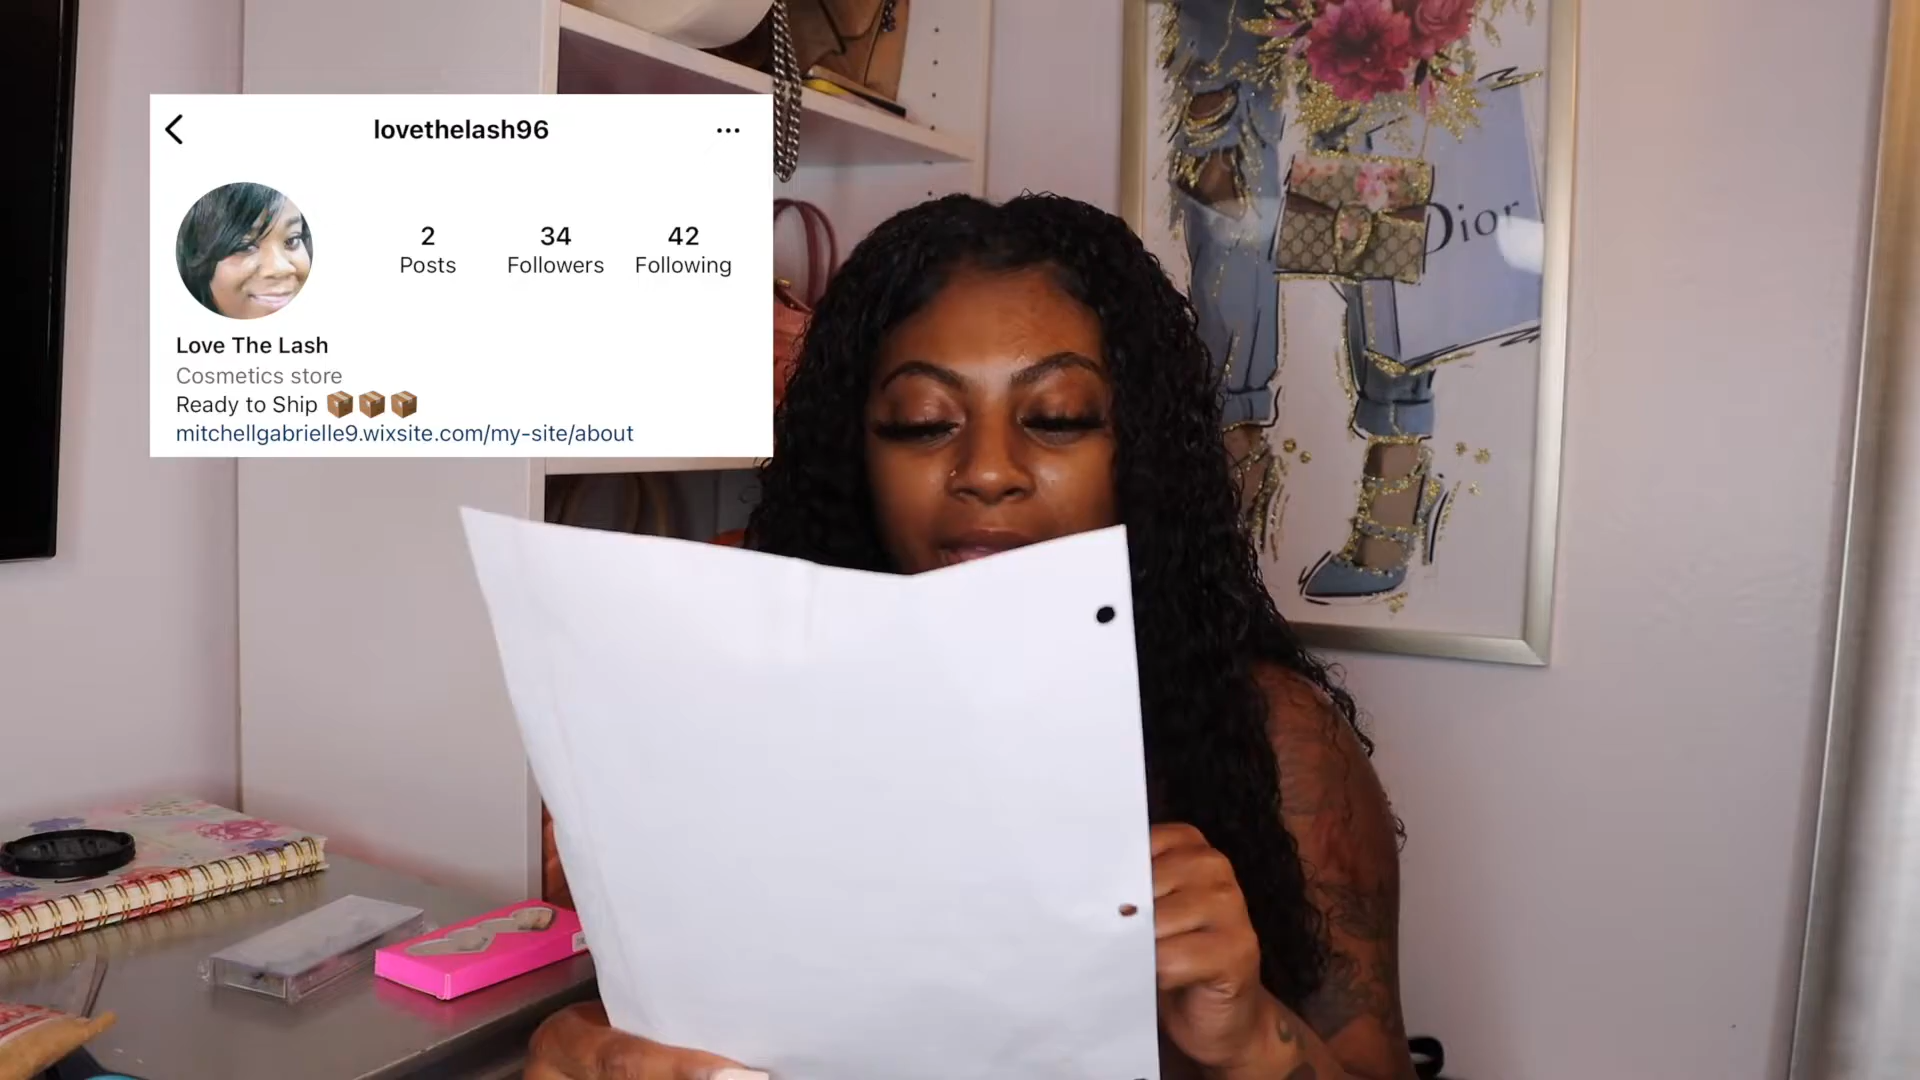 lovethelash96
2 34 42
Posts Followers Following
Love The Lash
Cosmetics store
Ready to Ship 📦📦📦
mitchellgabrielle9.wixsite.com/my-site/about
Dior